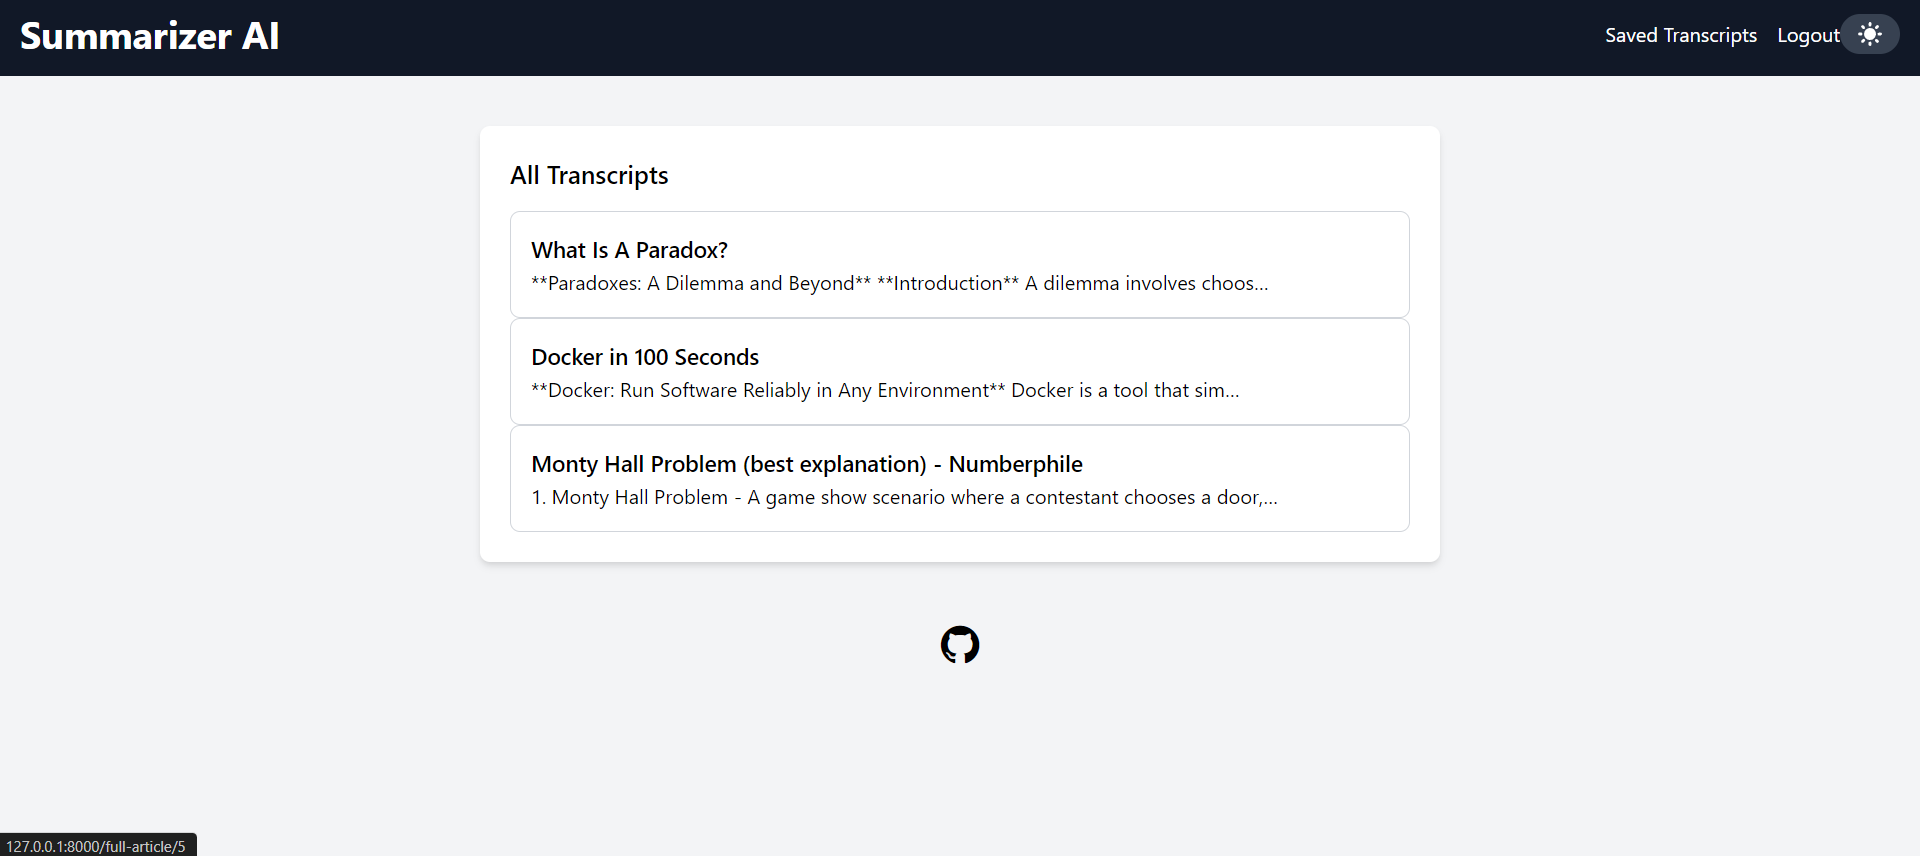 Summarizer AI
Saved Transcripts Logout
All Transcripts
What Is A Paradox?
**Paradoxes: A Dilemma and Beyond** **Introduction** A dilemma involves choos...
Docker in 100 Seconds
**Docker: Run Software Reliably in Any Environment** Docker is a tool that sim...
Monty Hall Problem (best explanation) - Numberphile
1. Monty Hall Problem - A game show scenario where a contestant chooses a door,...
127.0.0.1:8000/full-article/5